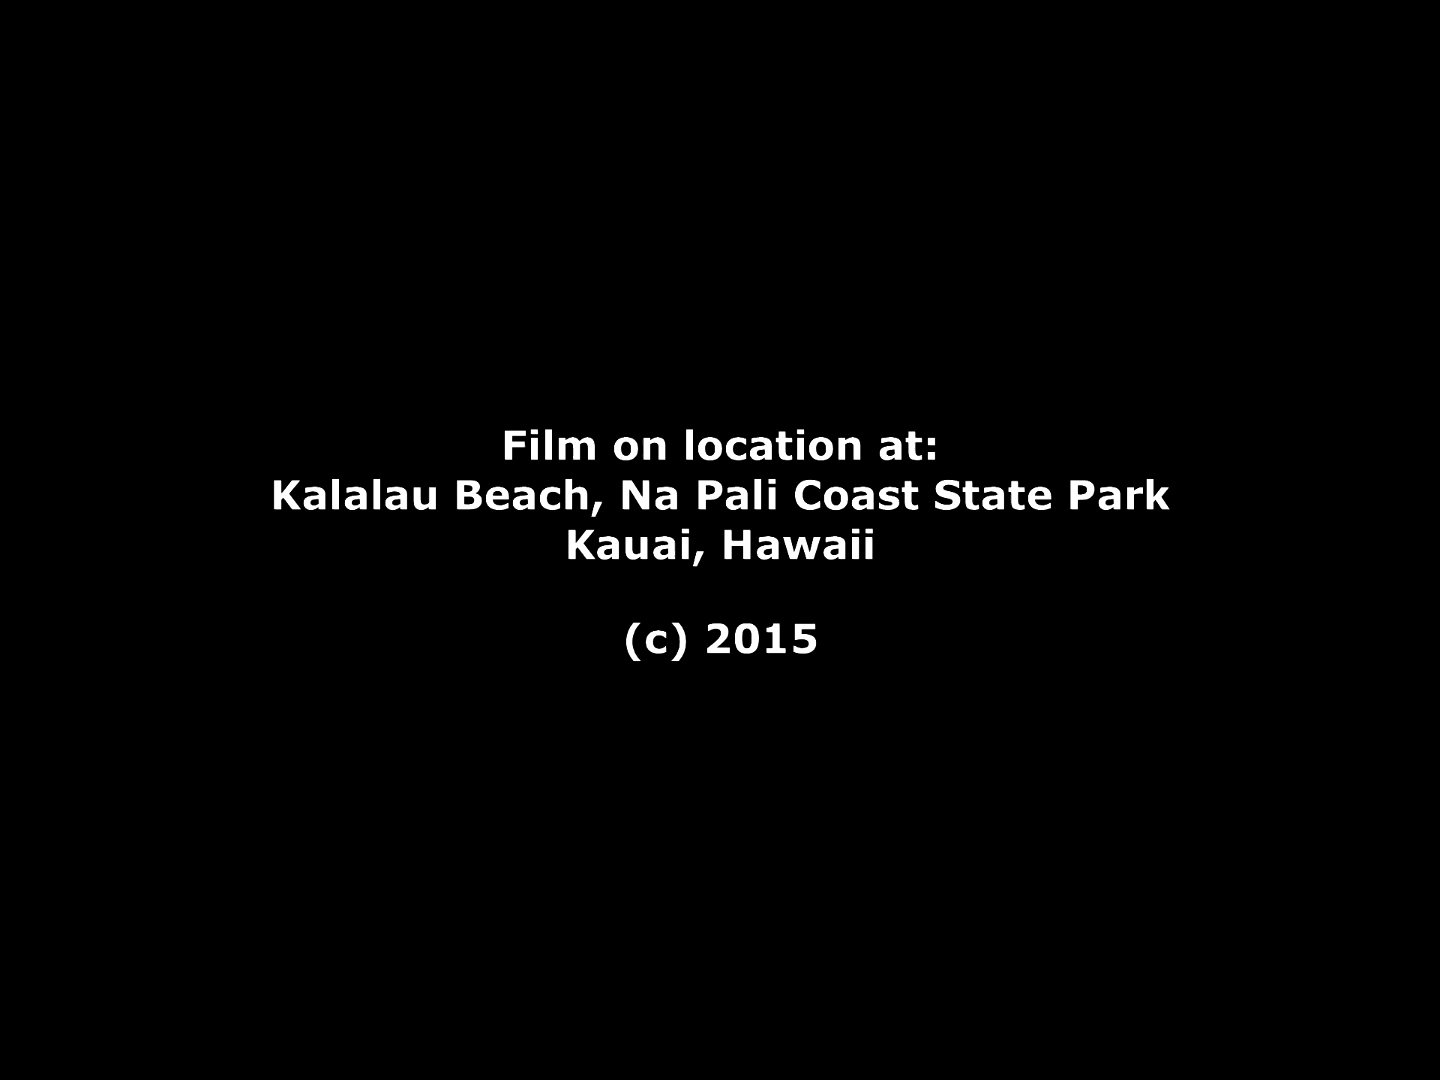 Film on location at:
Kalalau Beach, Na Pali Coast State Park
Kauai, Hawaii
(c) 2015